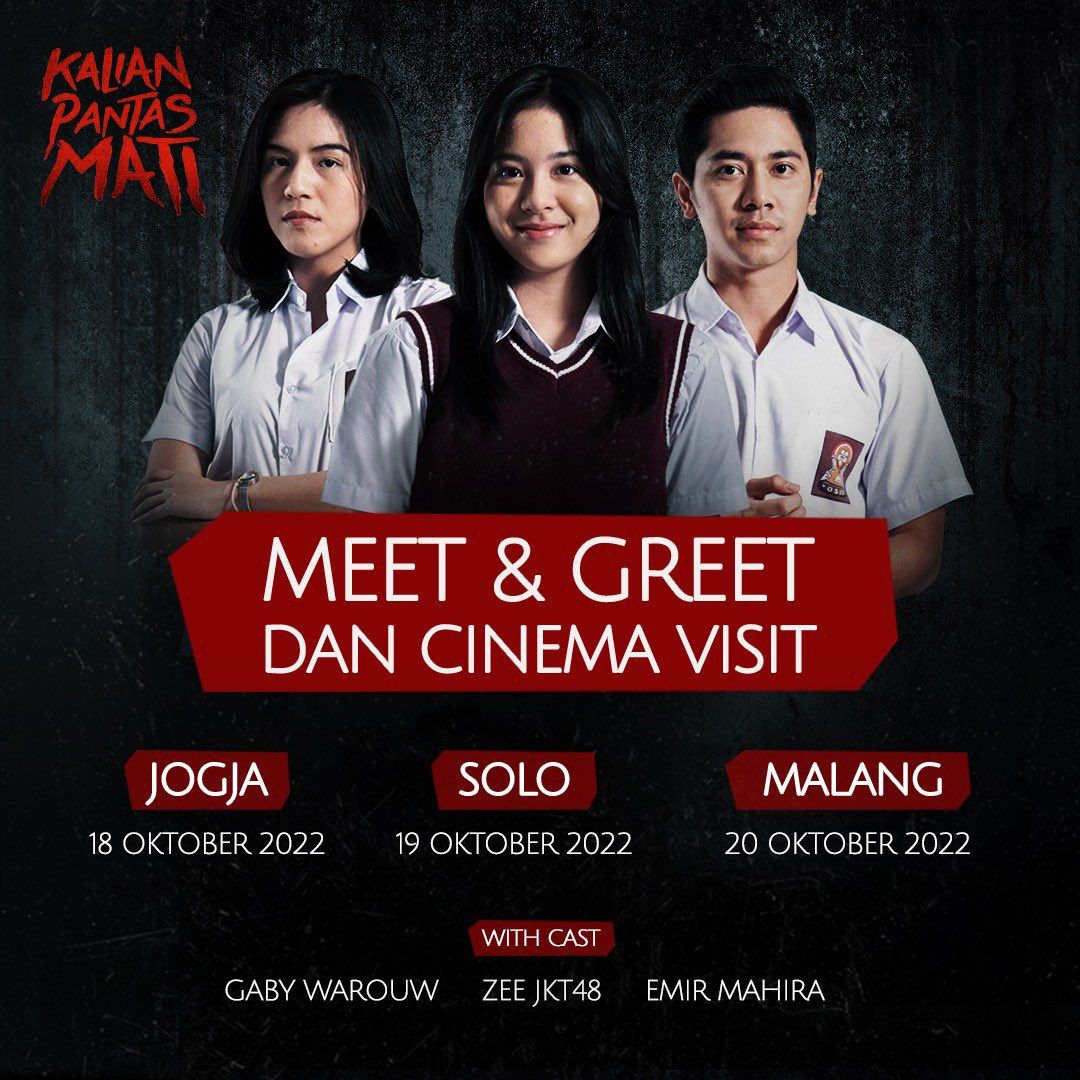 KALIAN
PANTAS
MATI
MEET & GREET
DAN CINEMA VISIT
JOGJA
18 OKTOBER 2022
SOLO
19 OKTOBER 2022
MALANG
20 OKTOBER 2022
WITH CAST
GABY WAROUW
ZEE JKT48
EMIR MAHIRA